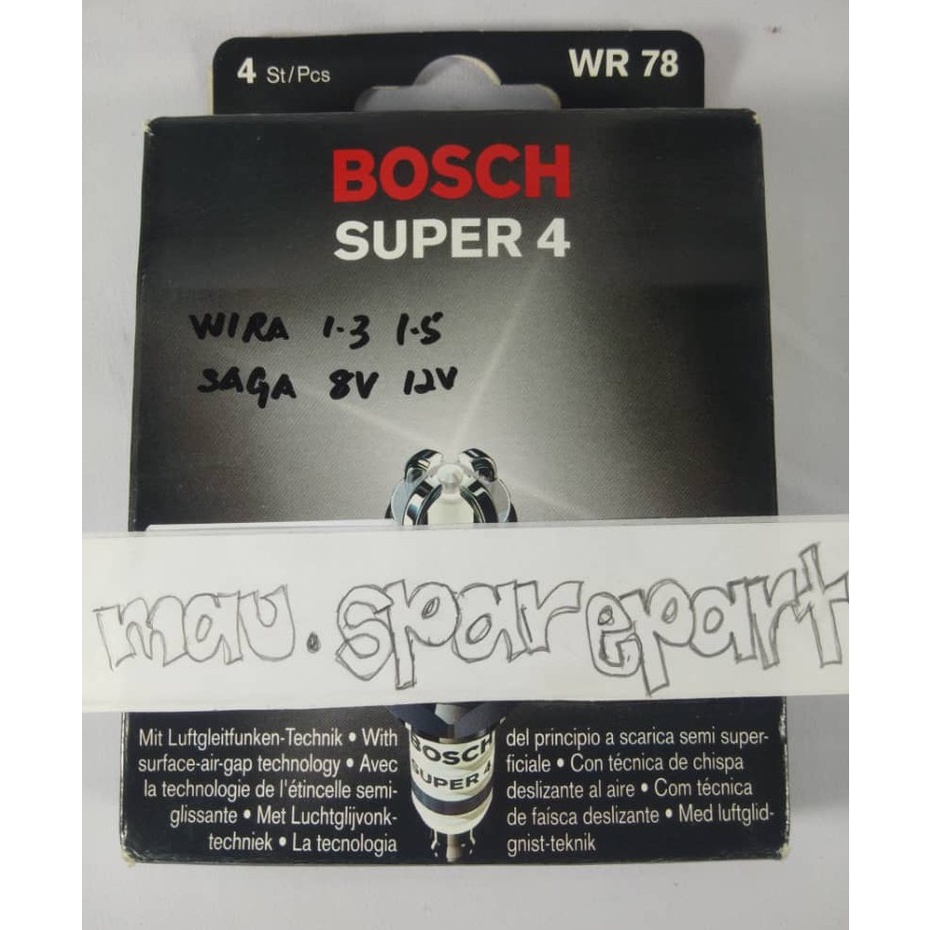 4 St/Pcs WR 78
BOSCH
SUPER 4
WIRA 1.3 1.5
SAGA 8V 12V
mau.sparepart
BOSCH
SUPER 4
Mit Luftgleitfunken-Technik • With
surface-air-gap technology • Avec
la technologie de l'étincelle semi-
glissante • Met Luchtglijvonk-
techniek • La tecnologia
del principio a scarica semi super-
ficiale • Con técnica de chispa
deslizante al aire • Com técnica
de faísca deslizante • Med luftglid-
gnist-teknik